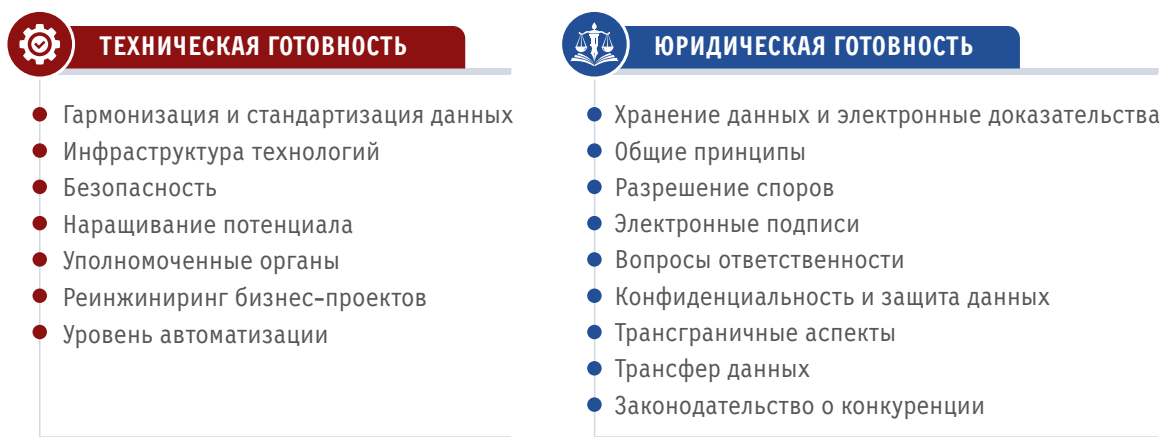 ТЕХНИЧЕСКАЯ ГОТОВНОСТЬ
Гармонизация и стандартизация данных
Инфраструктура технологий
Безопасность
Наращивание потенциала
Уполномоченные органы
Реинжиниринг бизнес-проектов
Уровень автоматизации
ЮРИДИЧЕСКАЯ ГОТОВНОСТЬ
Хранение данных и электронные доказательства
Общие принципы
Разрешение споров
Электронные подписи
Вопросы ответственности
Конфиденциальность и защита данных
Трансграничные аспекты
Трансфер данных
Законодательство о конкуренции